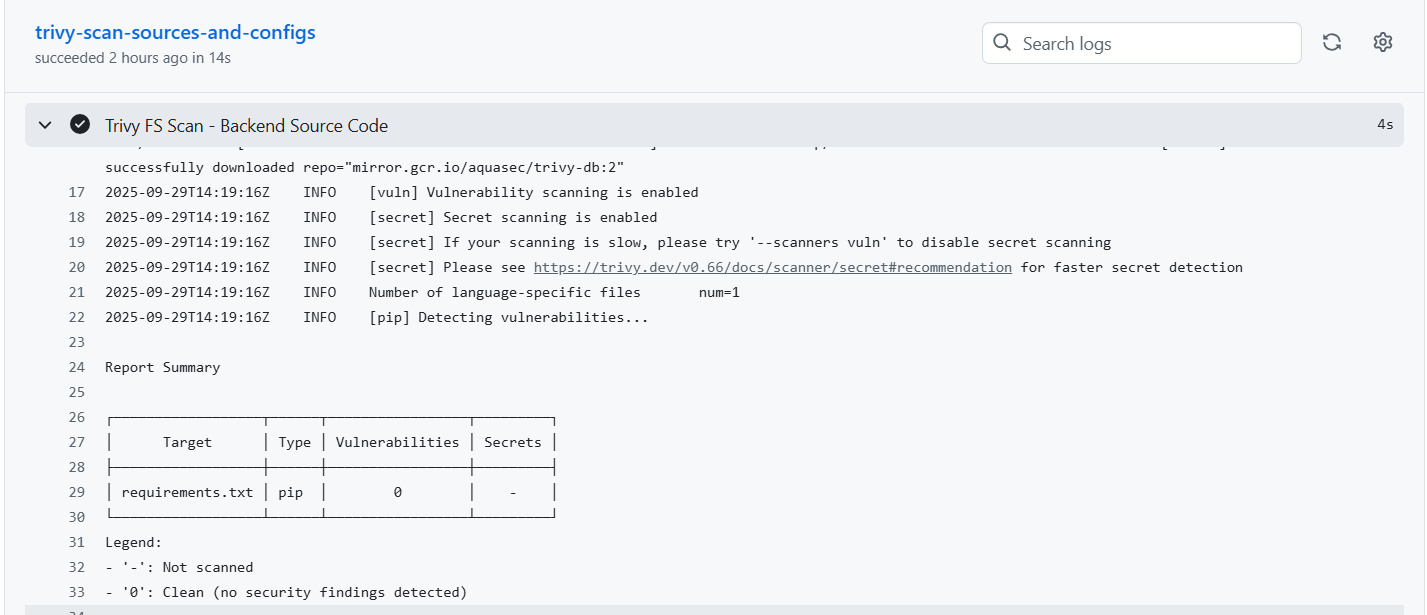 trivy-scan-sources-and-configs
succeeded 2 hours ago in 14s
Search logs
Trivy FS Scan - Backend Source Code 4s
successfully downloaded repo="mirror.gcr.io/aquasec/trivy-db:2"
17 2025-09-29T14:19:16Z INFO [vuln] Vulnerability scanning is enabled
18 2025-09-29T14:19:16Z INFO [secret] Secret scanning is enabled
19 2025-09-29T14:19:16Z INFO [secret] If your scanning is slow, please try '--scanners vuln' to disable secret scanning
20 2025-09-29T14:19:16Z INFO [secret] Please see https://trivy.dev/v0.66/docs/scanner/secret#recommendation for faster secret detection
21 2025-09-29T14:19:16Z INFO Number of language-specific files num=1
22 2025-09-29T14:19:16Z INFO [pip] Detecting vulnerabilities...
23
24 Report Summary
25
26
27 Target Type Vulnerabilities Secrets
28
29 requirements.txt pip 0 -
30
31 Legend:
32 - '-': Not scanned
33 - '0': Clean (no security findings detected)